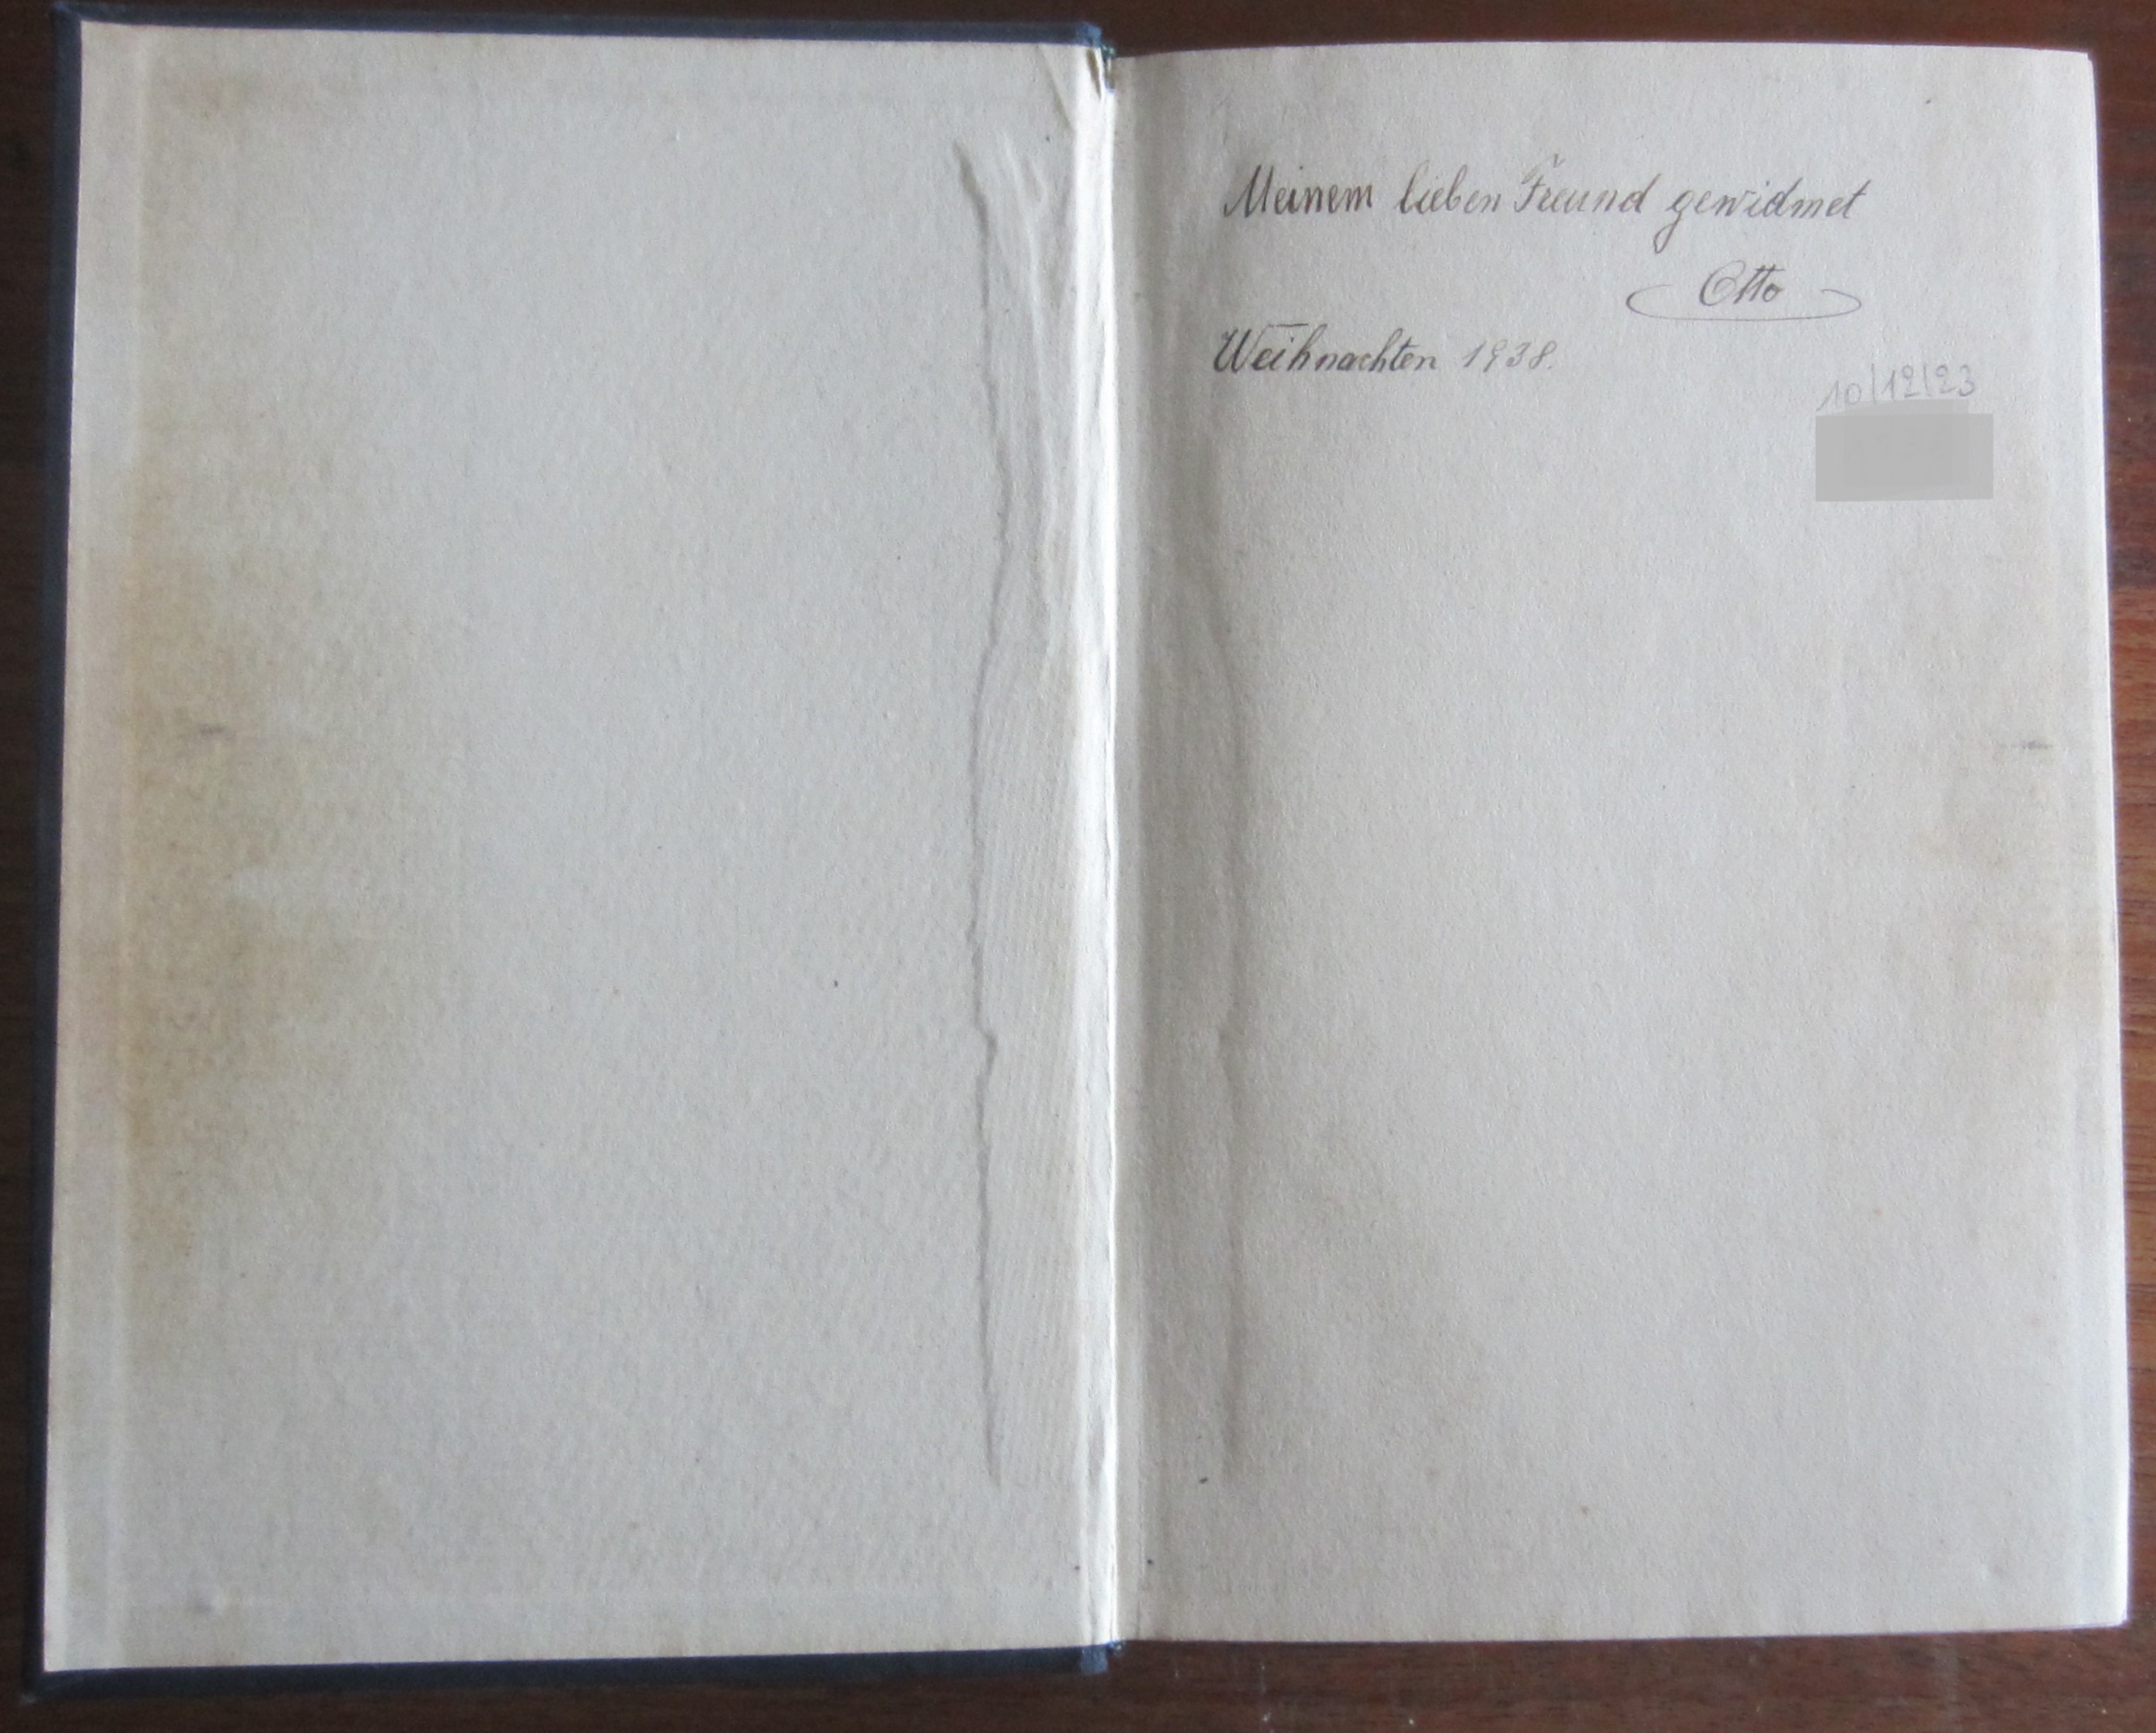 Meinem lieben Freund gewidmet
Otto
Weihnachten 1938.
10/12/23